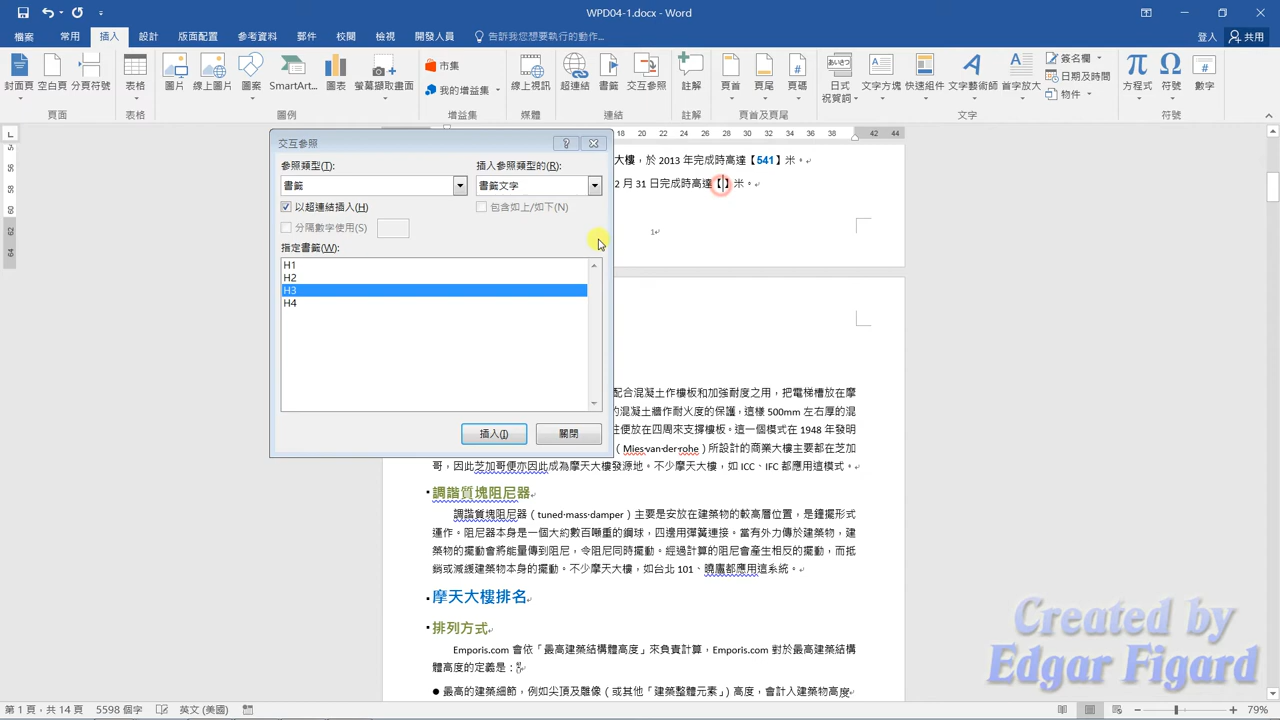 WPD04-1.docx - Word
檔案 常用 插入 設計 版面配置 參考資料 郵件 校閱 檢視 開發人員 告訴我您想要執行的動作... 登入 共用
封面頁 空白頁 分頁符號 表格 圖片 線上圖片 圖案 SmartArt... 圖表 螢幕擷取畫面 市集 我的增益集 線上視訊 超連結 書籤 交互參照 註解 頁首 頁尾 頁碼 日式祝賀詞 文字方塊 快速組件 文字藝術師 首字放大 簽名欄 日期及時間 物件 方程式 符號 數字
頁面 表格 圖例 增益集 媒體 連結 註解 頁首及頁尾 文字 符號
18 20 22 24 26 28 30 32 34 36 38 42 44
交互參照
參照類型(T): 插入參照類型的(R):
書籤 書籤文字
以超連結插入(H) 包含如上/如下(N)
分隔數字使用(S)
指定書籤(W):
H1
H2
H3
H4
插入(I) 關閉
大樓，於 2013 年完成時高達【541】米。
2 月 31 日完成時高達【】米。
1
配合混凝土作樓板和加強耐度之用，把電梯槽放在摩
的混凝土牆作耐火度的保護，這樣 500mm 左右厚的混
柱便放在四周來支撐樓板。這一個模式在 1948 年發明
（Mies·van·der·rohe）所設計的商業大樓主要都在芝加
哥，因此芝加哥便亦因此成為摩天大樓發源地。不少摩天大樓，如 ICC、IFC 都應用這模式。
調諧質塊阻尼器
調諧質塊阻尼器（tuned·mass·damper）主要是安放在建築物的較高層位置，是鐘擺形式
運作。阻尼器本身是一個大約數百噸重的鋼球，四邊用彈簧連接。當有外力傳於建築物，建
築物的擺動會將能量傳到阻尼，令阻尼同時擺動。經過計算的阻尼會產生相反的擺動，而抵
銷或減緩建築物本身的擺動。不少摩天大樓，如台北 101、曉廬都應用這系統。
摩天大樓排名
排列方式
Emporis.com 會依「最高建築結構體高度」來負責計算，Emporis.com 對於最高建築結構
體高度的定義是：
● 最高的建築細節，例如尖頂及雕像（或其他「建築整體元素」）高度，會計入建築物高度
Created by
Edgar Figard
第 1 頁，共 14 頁 5598 個字 英文 (美國) 79%